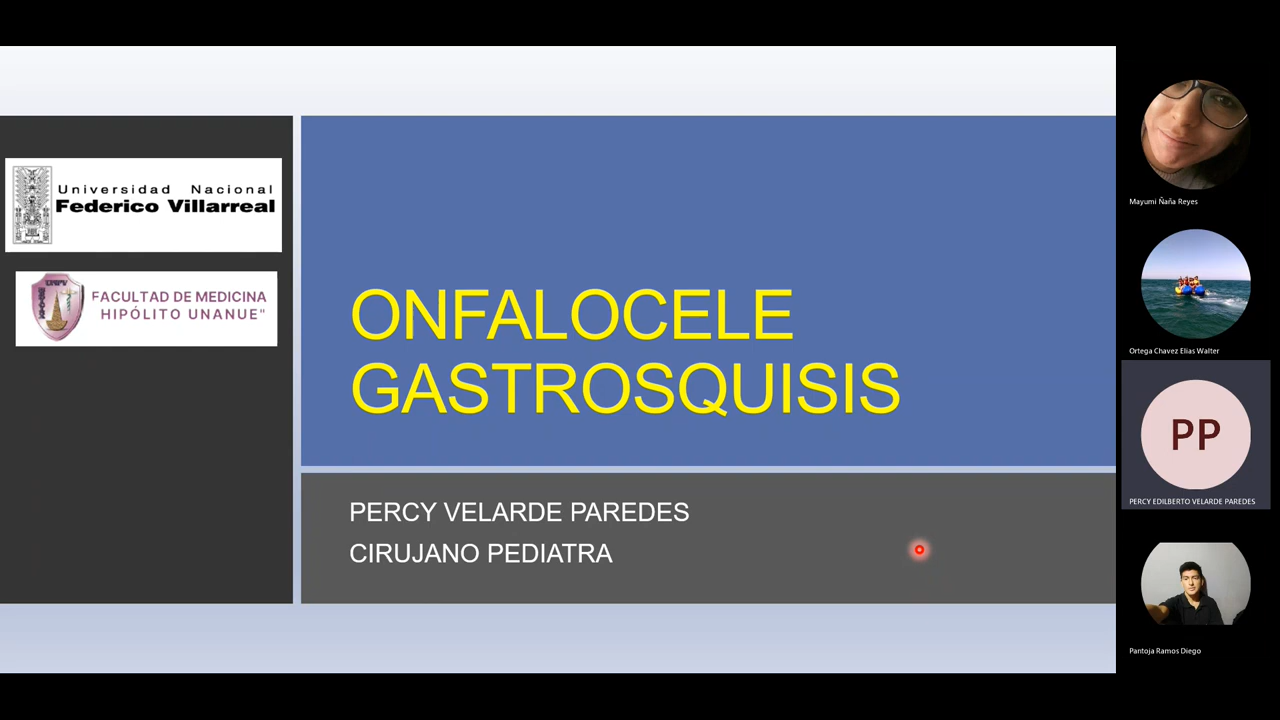 Universidad Nacional
Federico Villarreal
FACULTAD DE MEDICINA
HIPÓLITO UNANUE"
ONFALOCELE
GASTROSQUISIS
PERCY VELARDE PAREDES
CIRUJANO PEDIATRA
Mayumi Ñaña Reyes
Ortega Chavez Elias Walter
PP
PERCY EDILBERTO VELARDE PAREDES
Pantoja Ramos Diego